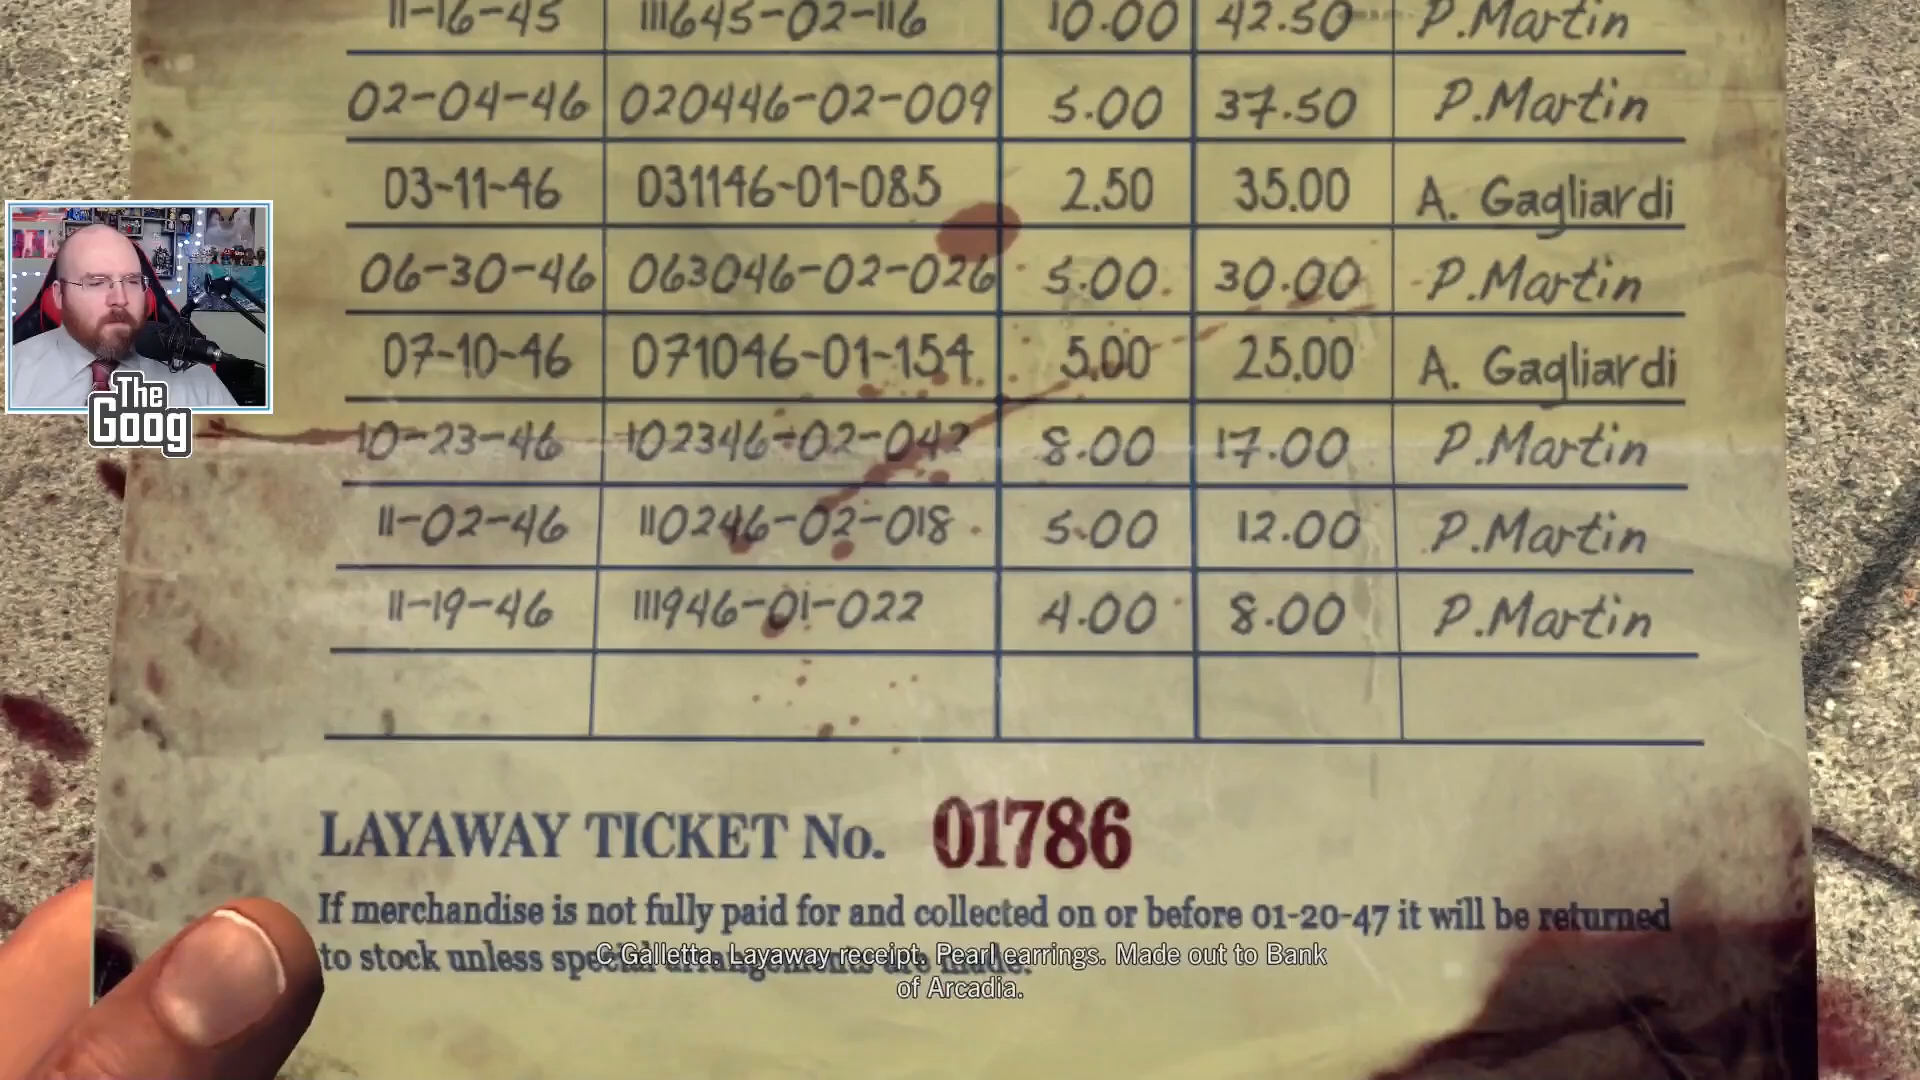 11-16-45 111645-02-116 10.00 42.50 P.Martin
02-04-46 020446-02-009 5.00 37.50 P.Martin
03-11-46 031146-01-085 2.50 35.00 A. Gagliardi
06-30-46 063046-02-026 5.00 30.00 P.Martin
07-10-46 071046-01-154 5.00 25.00 A. Gagliardi
10-23-46 102346-02-042 8.00 17.00 P.Martin
11-02-46 110246-02-018 5.00 12.00 P.Martin
11-19-46 111946-01-022 4.00 8.00 P.Martin
The
Goog
LAYAWAY TICKET No. 01786
If merchandise is not fully paid for and collected on or before 01-20-47 it will be returned
to stock unless special arrangements are made.
C Galletta. Layaway receipt. Pearl earrings. Made out to Bank
of Arcadia.